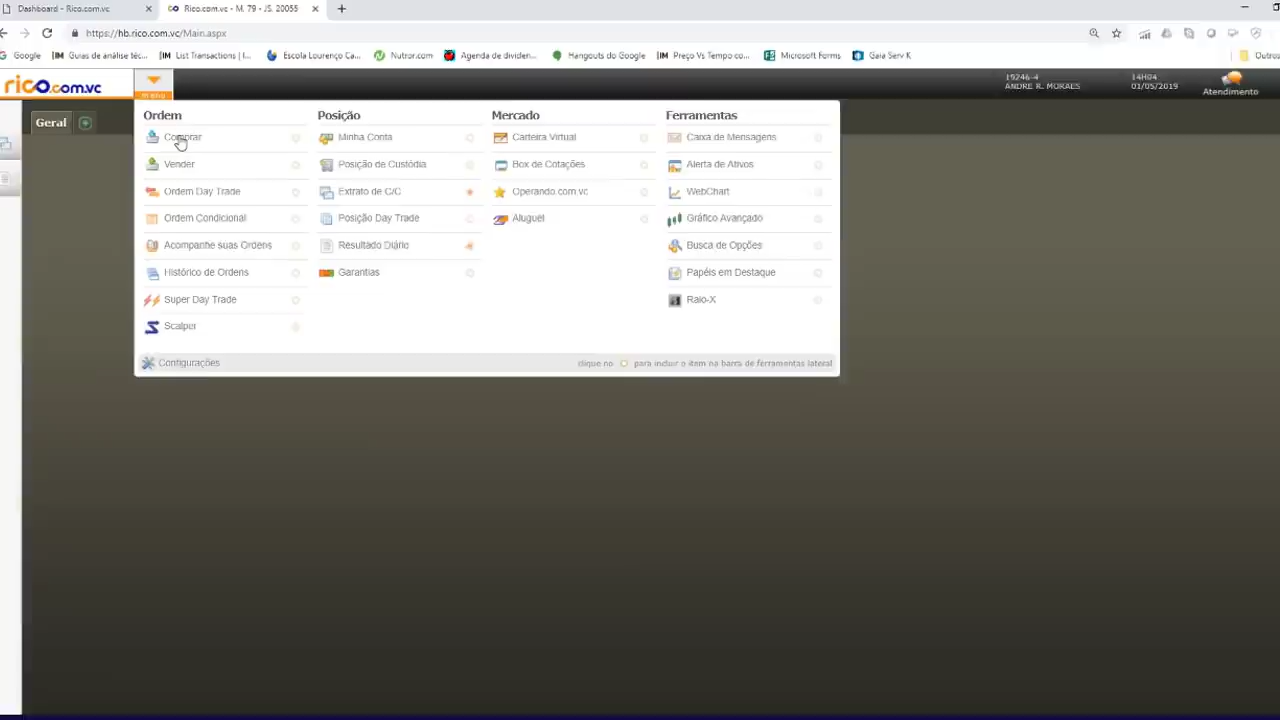 Dashboard - Rico.com.vc
Rico.com.vc - M. 79 - JS. 20055
https://hb.rico.com.vc/Main.aspx
Google
Guias de análise téc...
List Transactions | I...
Escola Lourenço Ca...
Nutror.com
Agenda de dividen...
Hangouts do Google
Preço Vs Tempo co...
Microsoft Forms
Gaia Serv K
Outros
rico.com.vc
menu
19246-4
ANDRE R. MORAES
14H04
01/05/2019
Atendimento
Geral
Ordem
Comprar
Vender
Ordem Day Trade
Ordem Condicional
Acompanhe suas Ordens
Histórico de Ordens
Super Day Trade
Scalper
Posição
Minha Conta
Posição de Custódia
Extrato de C/C
Posição Day Trade
Resultado Diário
Garantias
Mercado
Carteira Virtual
Box de Cotações
Operando.com.vc
Aluguel
Ferramentas
Caixa de Mensagens
Alerta de Ativos
WebChart
Gráfico Avançado
Busca de Opções
Papéis em Destaque
Raio-X
Configurações
clique no para incluir o item na barra de ferramentas lateral